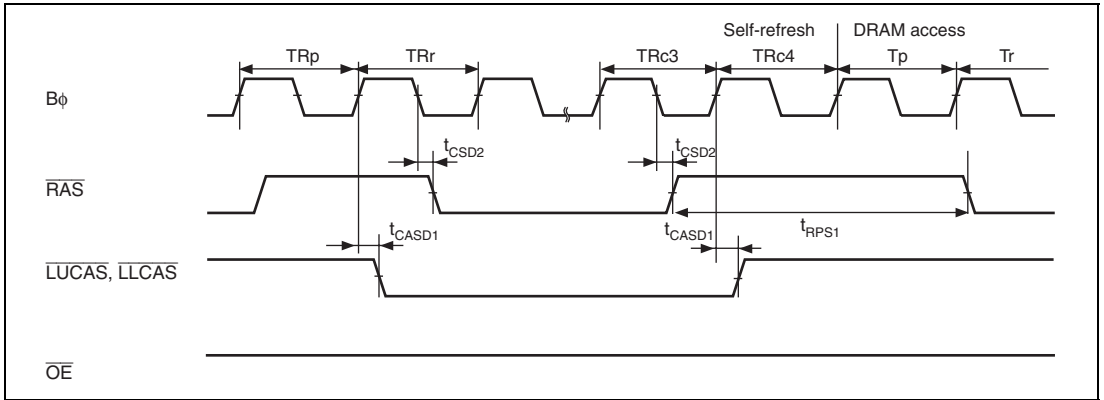 Self-refresh DRAM access
TRp TRr TRc3 TRc4 Tp Tr
Bϕ
tCSD2 tCSD2
RAS
tCASD1 tCASD1 tRPS1
LUCAS, LLCAS
OE